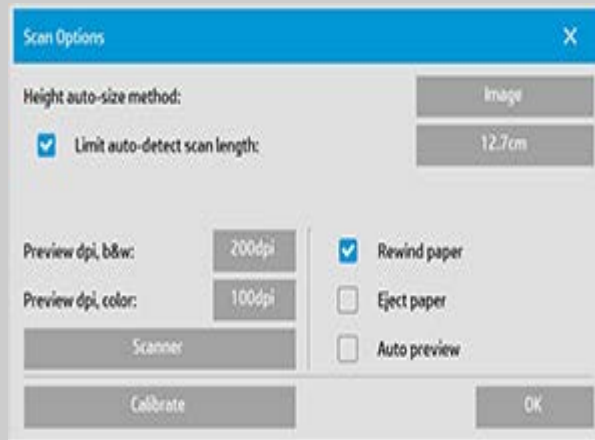 Scan Options X
Height auto-size method: Image
Limit auto-detect scan length: 12.7cm
Preview dpi, b&w: 200dpi Rewind paper
Preview dpi, color: 100dpi Eject paper
Scanner Auto preview
Calibrate OK